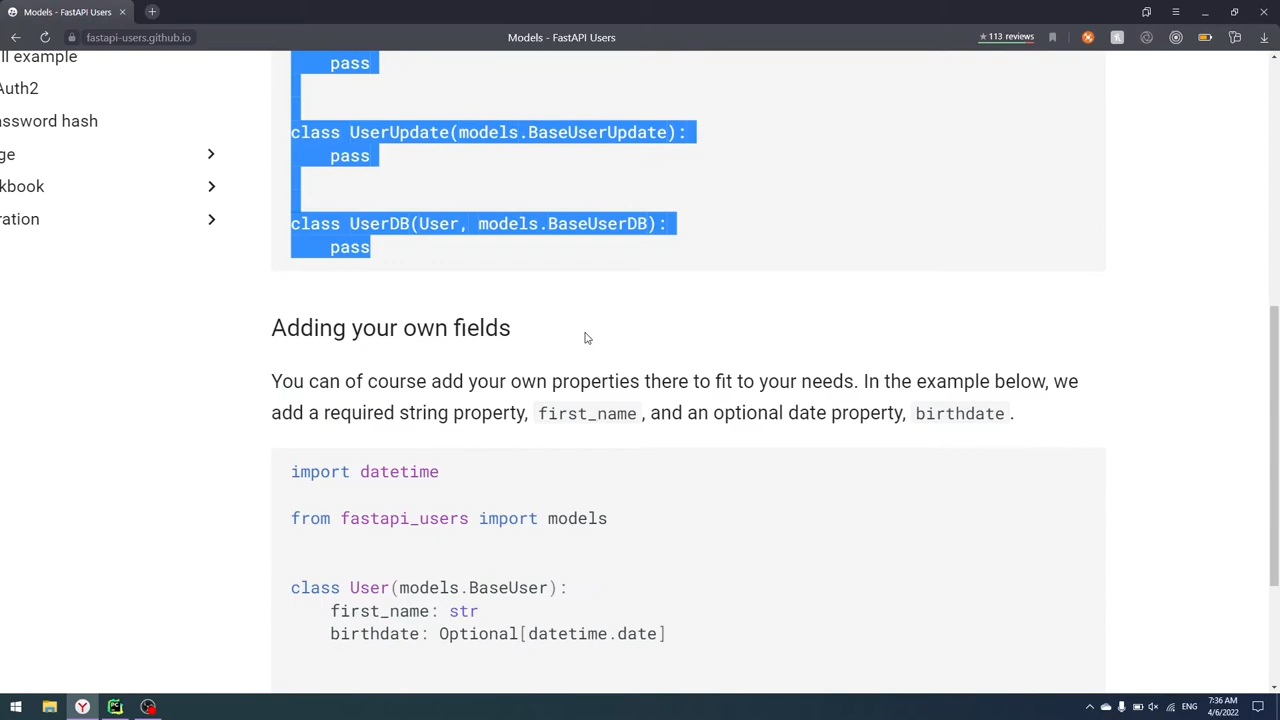 Models - FastAPI Users
fastapi-users.github.io
Models - FastAPI Users
113 reviews
ll example
Auth2
assword hash
ge
kbook
ration
pass
class UserUpdate(models.BaseUserUpdate):
pass
class UserDB(User, models.BaseUserDB):
pass
Adding your own fields
You can of course add your own properties there to fit to your needs. In the example below, we
add a required string property, first_name, and an optional date property, birthdate.
import datetime
from fastapi_users import models
class User(models.BaseUser):
first_name: str
birthdate: Optional[datetime.date]
ENG
7:36 AM
4/6/2022